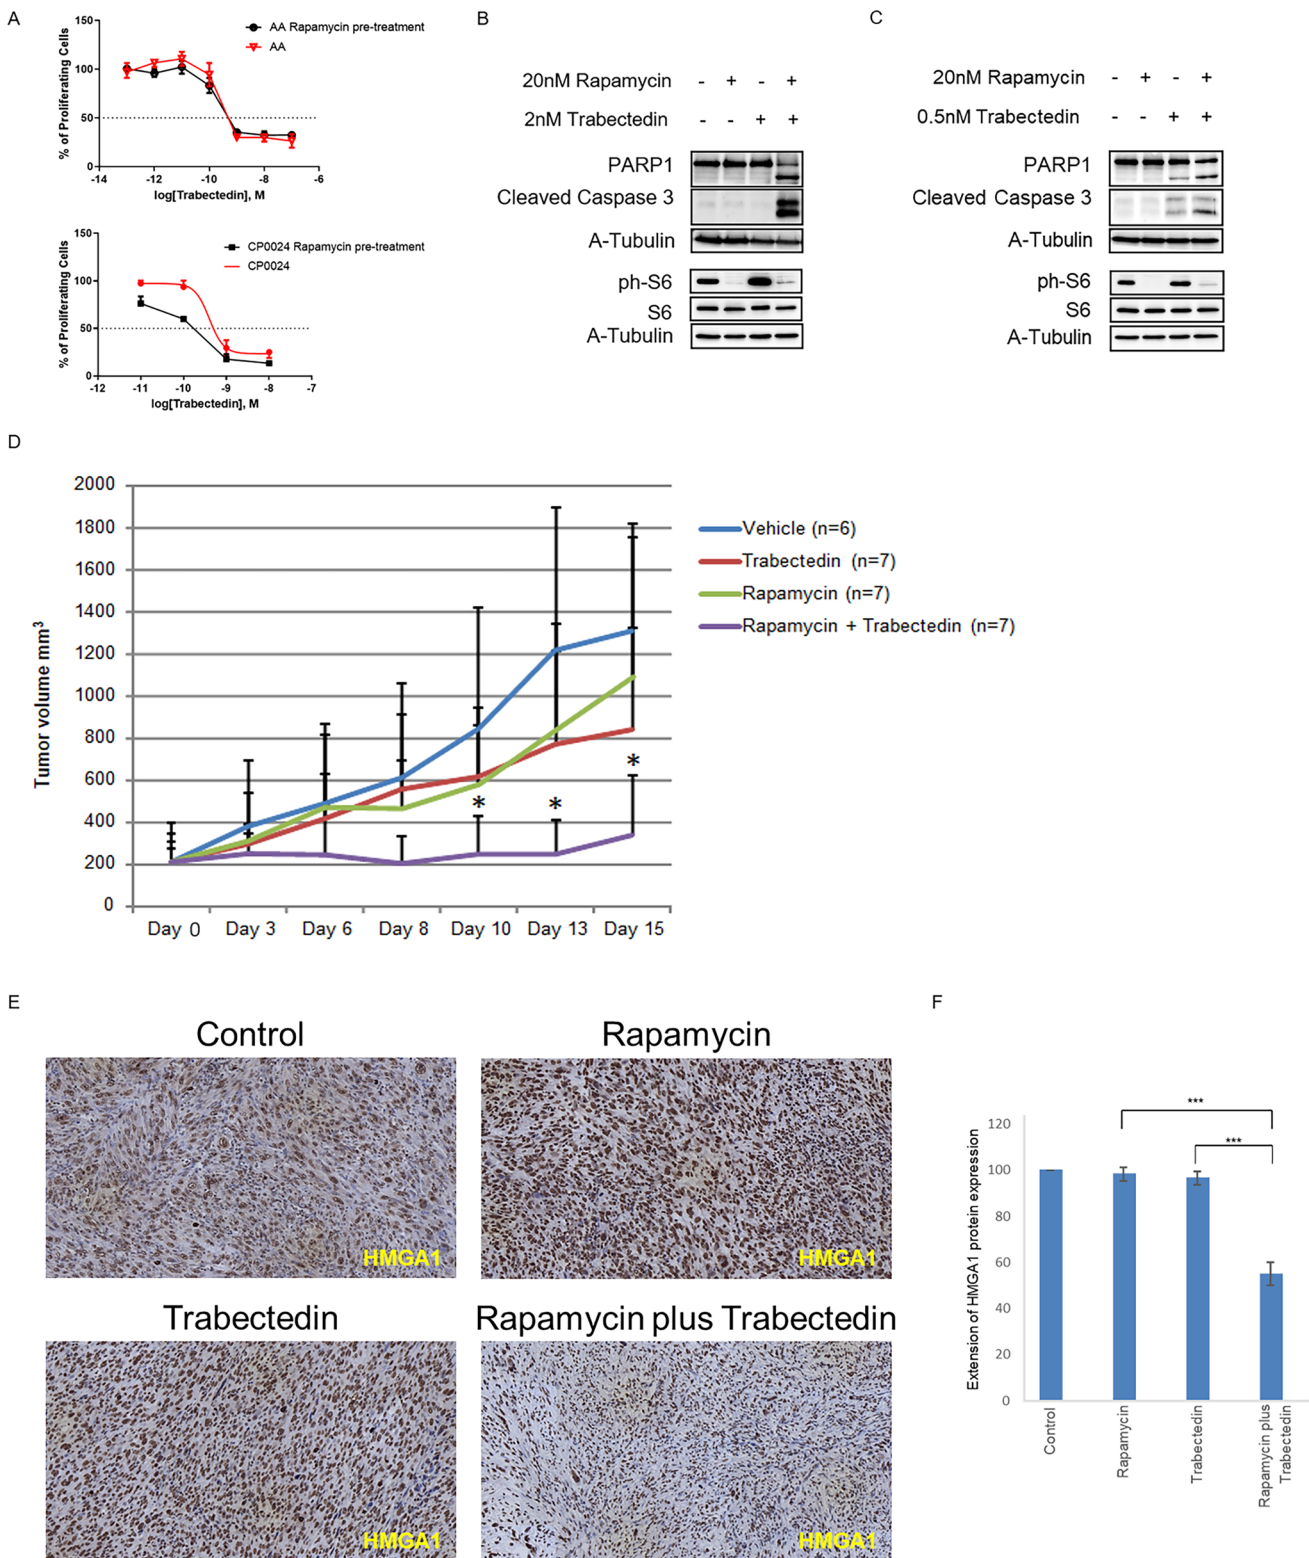 A
150
100
50
0
% of Proliferating Cells
-14
-12
-10
-8
-6
log[Trabectedin], M
AA Rapamycin pre-treatment
AA
150
100
50
0
% of Proliferating Cells
-12
-11
-10
-9
-8
-7
log[Trabectedin], M
CP0024 Rapamycin pre-treatment
CP0024
B
20nM Rapamycin - + - +
2nM Trabectedin - - + +
PARP1
Cleaved Caspase 3
A-Tubulin
ph-S6
S6
A-Tubulin
C
20nM Rapamycin - + - +
0.5nM Trabectedin - - + +
PARP1
Cleaved Caspase 3
A-Tubulin
ph-S6
S6
A-Tubulin
D
2000
1800
1600
1400
1200
1000
800
600
400
200
0
Tumor volume mm³
Day 0
Day 3
Day 6
Day 8
Day 10
Day 13
Day 15
*
*
*
Vehicle (n=6)
Trabectedin (n=7)
Rapamycin (n=7)
Rapamycin + Trabectedin (n=7)
E
Control
HMGA1
Rapamycin
HMGA1
Trabectedin
HMGA1
Rapamycin plus Trabectedin
HMGA1
F
120
100
80
60
40
20
0
Extension of HMGA1 protein expression
***
***
Control
Rapamycin
Trabectedin
Rapamycin plus
Trabectedin